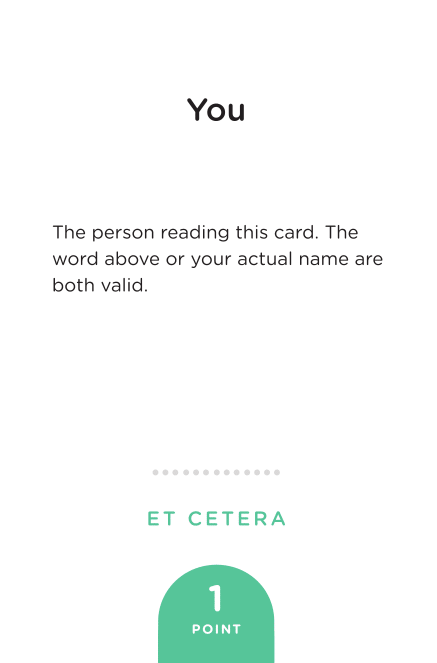 You
The person reading this card. The
word above or your actual name are
both valid.
ET CETERA
1
POINT